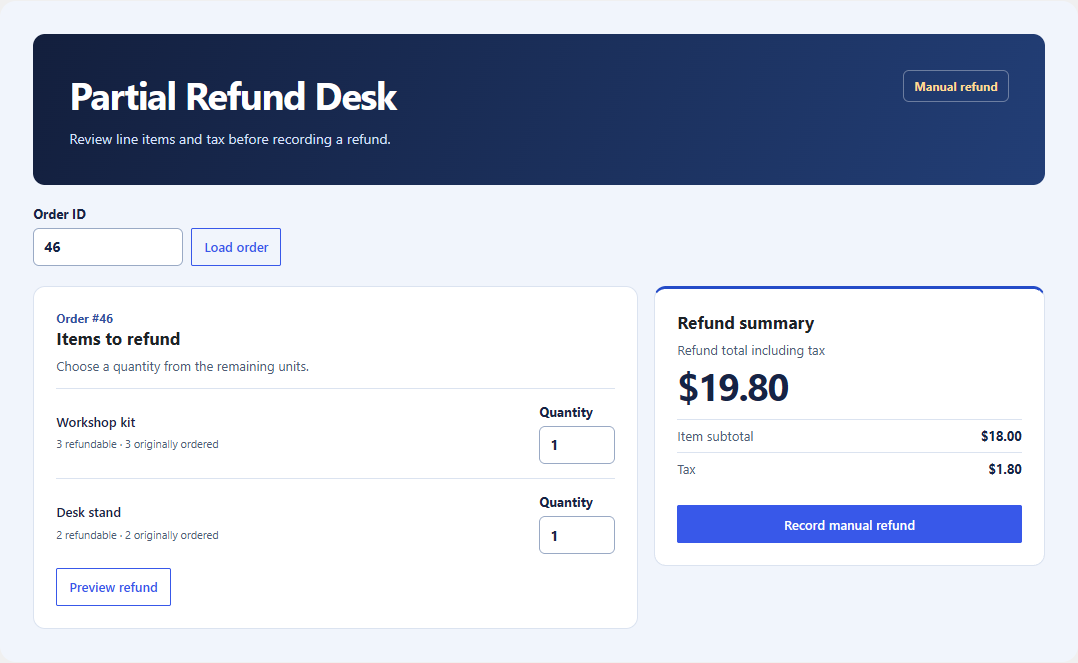 Partial Refund Desk
Manual refund
Review line items and tax before recording a refund.
Order ID
46
Load order
Order #46
Items to refund
Choose a quantity from the remaining units.
Workshop kit
3 refundable · 3 originally ordered
Quantity
1
Desk stand
2 refundable · 2 originally ordered
Quantity
1
Preview refund
Refund summary
Refund total including tax
$19.80
Item subtotal $18.00
Tax $1.80
Record manual refund